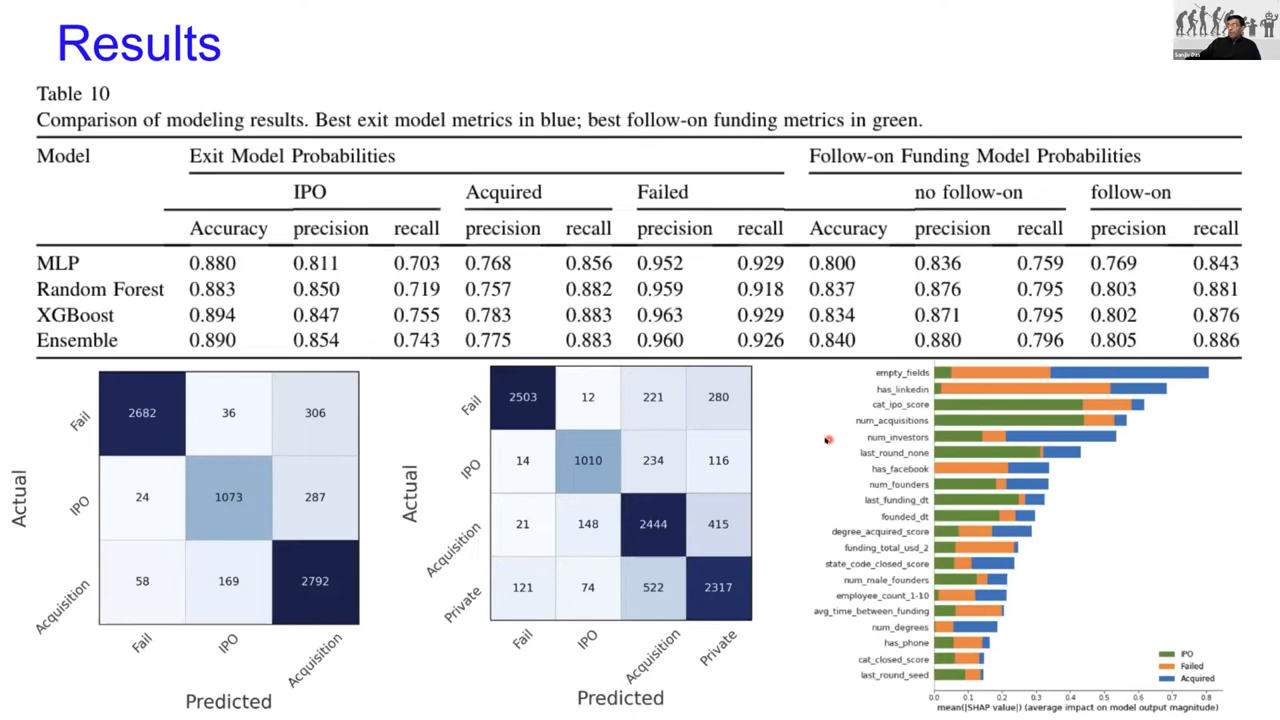 Results
Sanjiv Das
Table 10
Comparison of modeling results. Best exit model metrics in blue; best follow-on funding metrics in green.
Model Exit Model Probabilities Follow-on Funding Model Probabilities
IPO Acquired Failed no follow-on follow-on
Accuracy precision recall precision recall precision recall Accuracy precision recall precision recall
MLP 0.880 0.811 0.703 0.768 0.856 0.952 0.929 0.800 0.836 0.759 0.769 0.843
Random Forest 0.883 0.850 0.719 0.757 0.882 0.959 0.918 0.837 0.876 0.795 0.803 0.881
XGBoost 0.894 0.847 0.755 0.783 0.883 0.963 0.929 0.834 0.871 0.795 0.802 0.876
Ensemble 0.890 0.854 0.743 0.775 0.883 0.960 0.926 0.840 0.880 0.796 0.805 0.886
Actual
Fail 2682 36 306
IPO 24 1073 287
Acquisition 58 169 2792
Fail IPO Acquisition
Predicted
Actual
Fail 2503 12 221 280
IPO 14 1010 234 116
Acquisition 21 148 2444 415
Private 121 74 522 2317
Fail IPO Acquisition Private
Predicted
empty_fields
has_linkedin
cat_ipo_score
num_acquisitions
num_investors
last_round_none
has_facebook
num_founders
last_funding_dt
founded_dt
degree_acquired_score
funding_total_usd_2
state_code_closed_score
num_male_founders
employee_count_1-10
avg_time_between_funding
num_degrees
has_phone
cat_closed_score
last_round_seed
IPO
Failed
Acquired
0.0 0.1 0.2 0.3 0.4 0.5 0.6 0.7 0.8
mean(|SHAP value|) (average impact on model output magnitude)